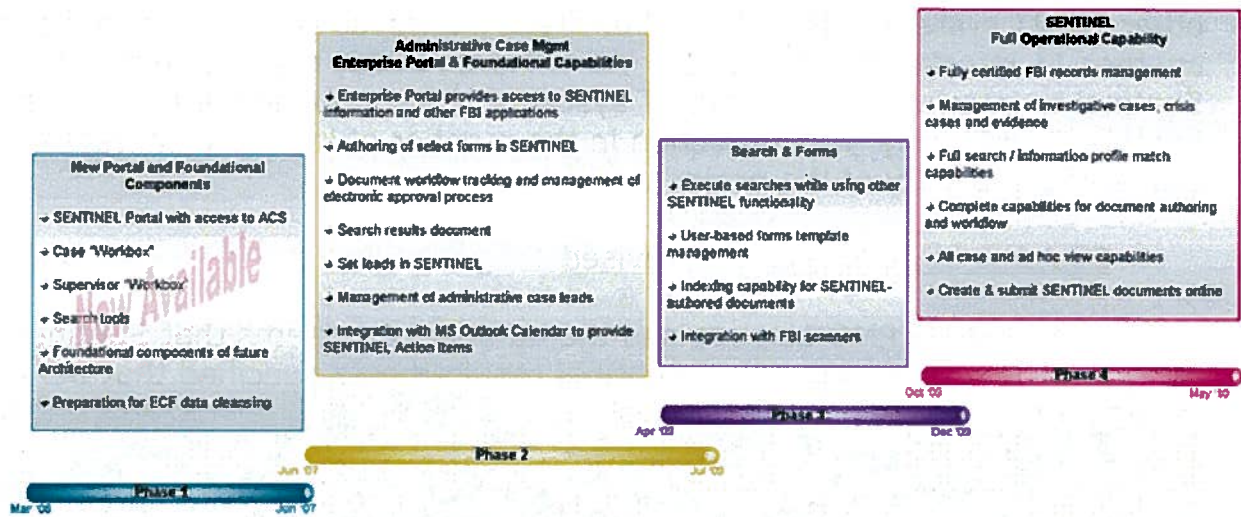 New Portal and Foundational
Components
→ SENTINEL Portal with access to ACS
→ Case "Workbox"
→ Supervisor "Workbox"
→ Search tools
→ Foundational components of future
Architecture
→ Preparation for ECF data cleansing
Now Available
Administrative Case Mgmt
Enterprise Portal & Foundational Capabilities
→ Enterprise Portal provides access to SENTINEL
information and other FBI applications
→ Authoring of select forms in SENTINEL
→ Document workflow tracking and management of
electronic approval process
→ Search results document
→ Set leads in SENTINEL
→ Management of administrative case leads
→ Integration with MS Outlook Calendar to provide
SENTINEL Action Items
Search & Forms
→ Execute searches while using other
SENTINEL functionality
→ User-based forms template
management
→ Indexing capability for SENTINEL-
authored documents
→ Integration with FBI scanners
SENTINEL
Full Operational Capability
→ Fully certified FBI records management
→ Management of investigative cases, crisis
cases and evidence
→ Full search / information profile match
capabilities
→ Complete capabilities for document authoring
and workflow
→ All case and ad hoc view capabilities
→ Create & submit SENTINEL documents online
Phase 4
Oct '09
May '10
Phase 3
Apr
Dec
Phase 2
Jun '07
Jul
Phase 1
Mar '06
Jun '07